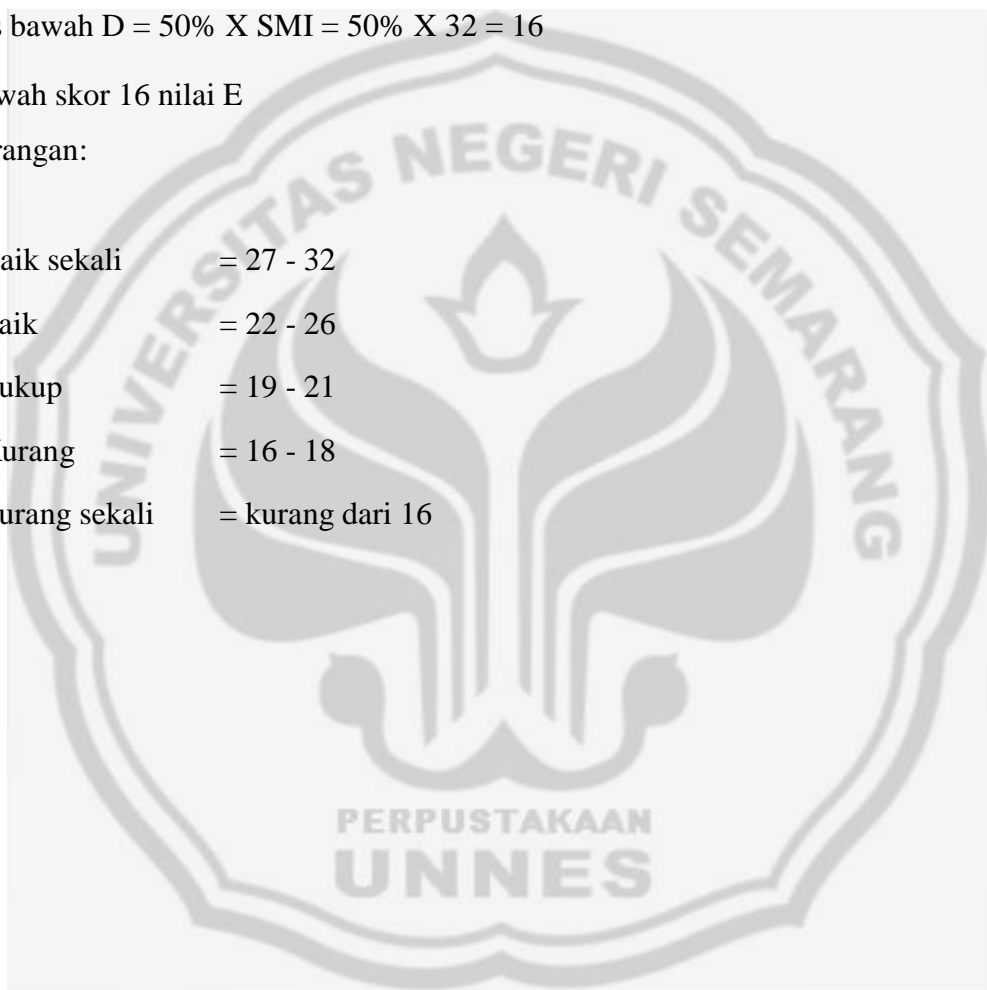 s bawah D = 50% X SMI = 50% X 32 = 16
wah skor 16 nilai E
rangan:
aik sekali = 27 - 32
aik = 22 - 26
ukup = 19 - 21
urang = 16 - 18
urang sekali = kurang dari 16
UNIVERSITAS NEGERI SEMARANG
PERPUSTAKAAN
UNNES